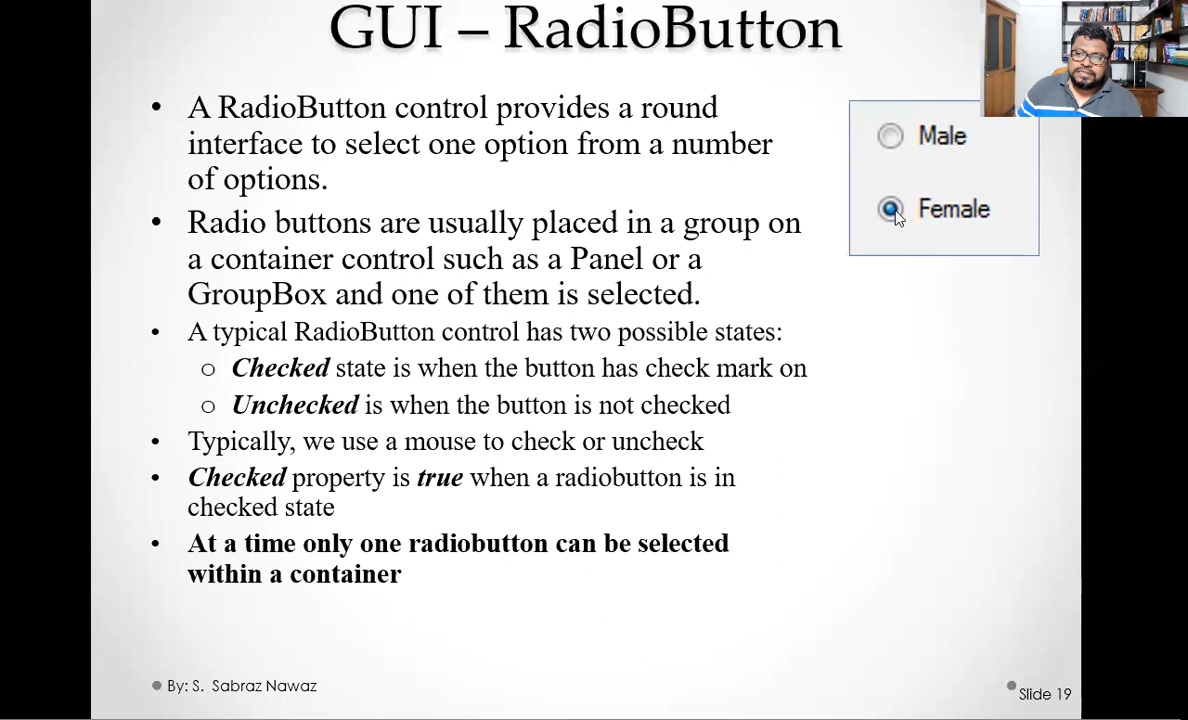 GUI – RadioButton
• A RadioButton control provides a round
interface to select one option from a number
of options.
• Radio buttons are usually placed in a group on
a container control such as a Panel or a
GroupBox and one of them is selected.
• A typical RadioButton control has two possible states:
o Checked state is when the button has check mark on
o Unchecked is when the button is not checked
• Typically, we use a mouse to check or uncheck
• Checked property is true when a radiobutton is in
checked state
• At a time only one radiobutton can be selected
within a container
Male
Female
• By: S. Sabraz Nawaz
• Slide 19